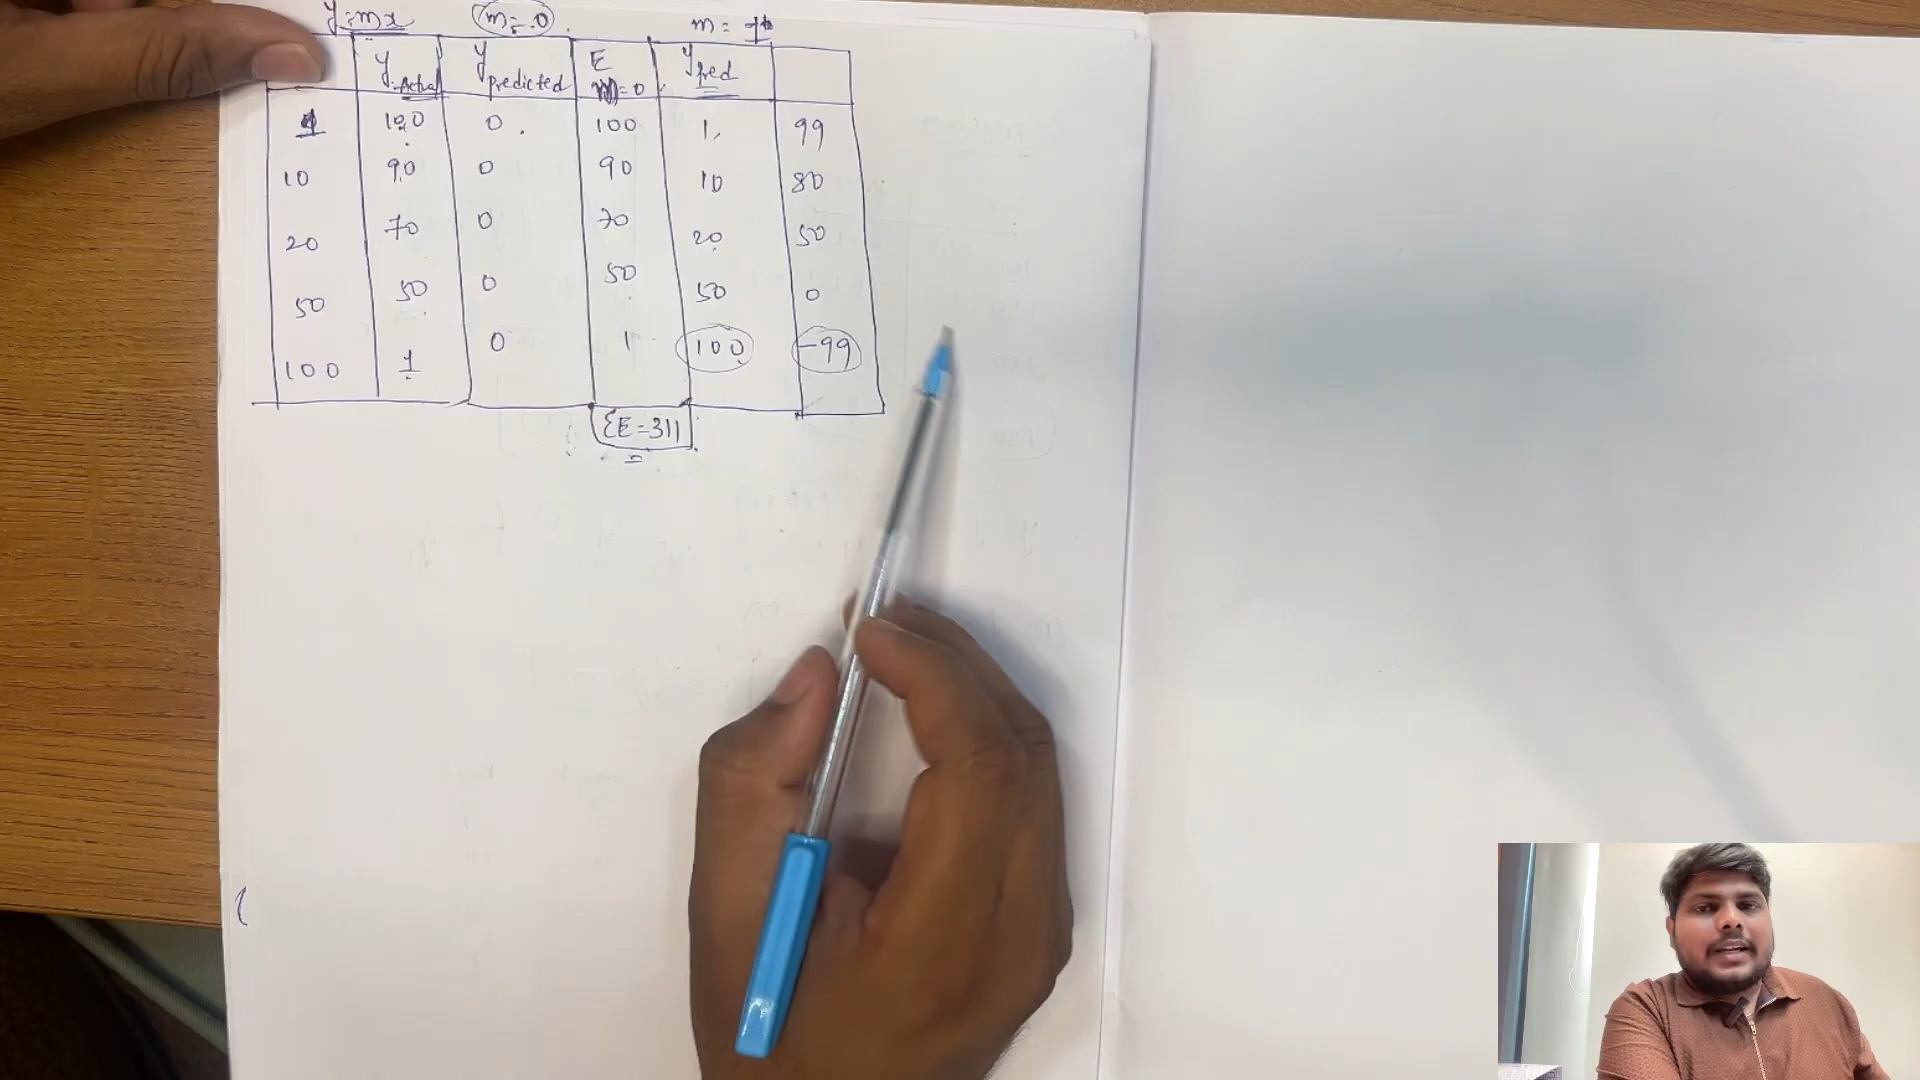 y=mx m=.0 m = 1
y Actual y predicted E m=0 y pred
1 100 0 100 1 99
10 90 0 90 10 80
20 70 0 70 20 50
50 50 0 50 50 0
100 1 0 1 100 -99
ΣE=311